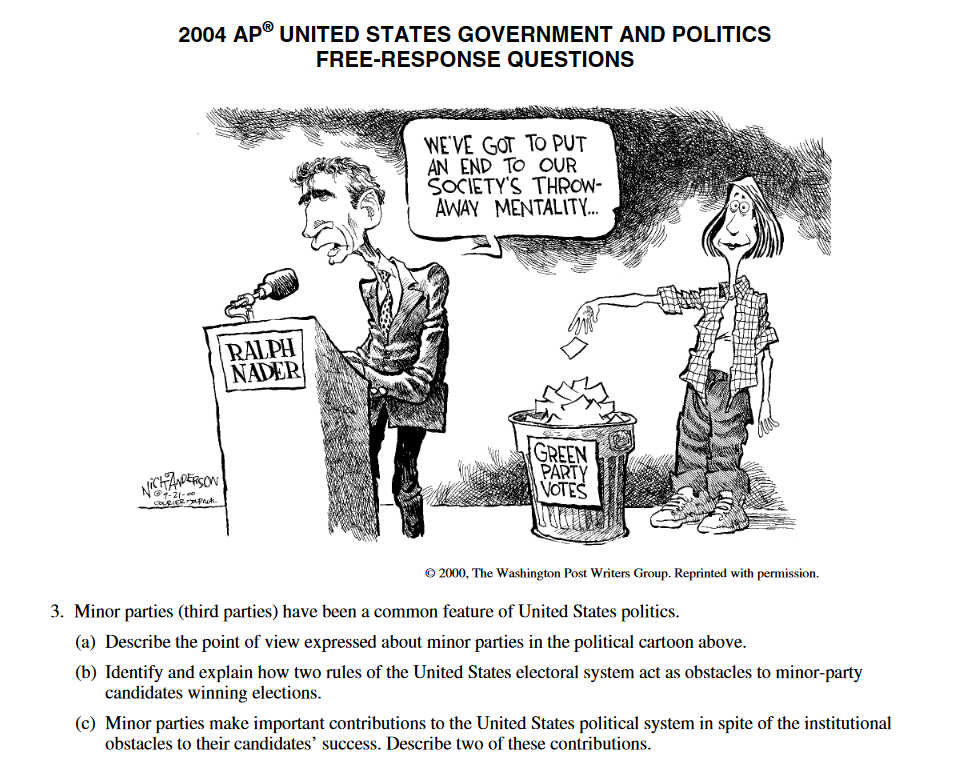 2004 AP® UNITED STATES GOVERNMENT AND POLITICS
FREE-RESPONSE QUESTIONS
WE'VE GOT TO PUT
AN END TO OUR
SOCIETY'S THROW-
AWAY MENTALITY...
RALPH
NADER
GREEN
PARTY
VOTES
NICK ANDERSON
©9-21-00
COURIER-JOURNAL
© 2000, The Washington Post Writers Group. Reprinted with permission.
3. Minor parties (third parties) have been a common feature of United States politics.
(a) Describe the point of view expressed about minor parties in the political cartoon above.
(b) Identify and explain how two rules of the United States electoral system act as obstacles to minor-party
candidates winning elections.
(c) Minor parties make important contributions to the United States political system in spite of the institutional
obstacles to their candidates’ success. Describe two of these contributions.